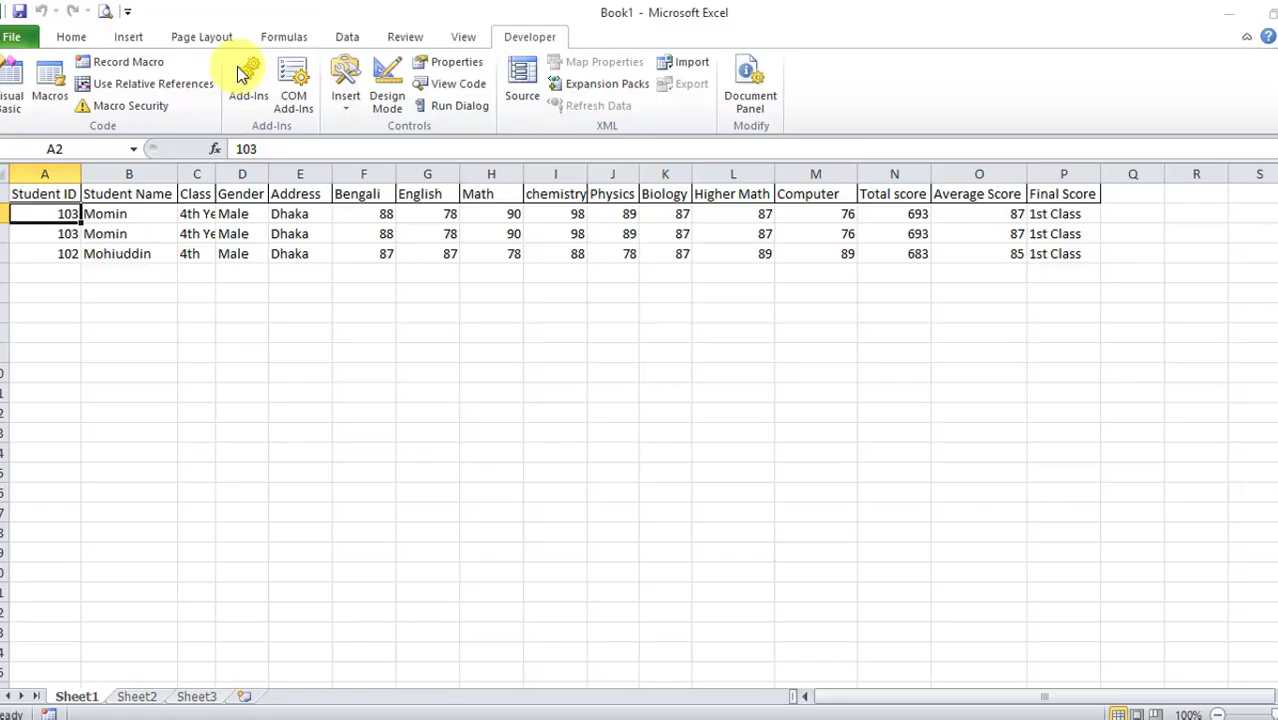 Book1 - Microsoft Excel
File Home Insert Page Layout Formulas Data Review View Developer
Record Macro
Use Relative References
Macro Security
Macros
Basic
Code
Add-Ins
COM Add-Ins
Add-Ins
Insert
Design Mode
Properties
View Code
Run Dialog
Controls
Source
Map Properties
Expansion Packs
Refresh Data
Import
Export
XML
Document Panel
Modify
A2 fx 103
A B C D E F G H I J K L M N O P Q R S
Student ID Student Name Class Gender Address Bengali English Math chemistry Physics Biology Higher Math Computer Total score Average Score Final Score
103 Momin 4th Ye Male Dhaka 88 78 90 98 89 87 87 76 693 87 1st Class
103 Momin 4th Ye Male Dhaka 88 78 90 98 89 87 87 76 693 87 1st Class
102 Mohiuddin 4th Male Dhaka 87 87 78 88 78 87 89 89 683 85 1st Class
Sheet1 Sheet2 Sheet3
100%